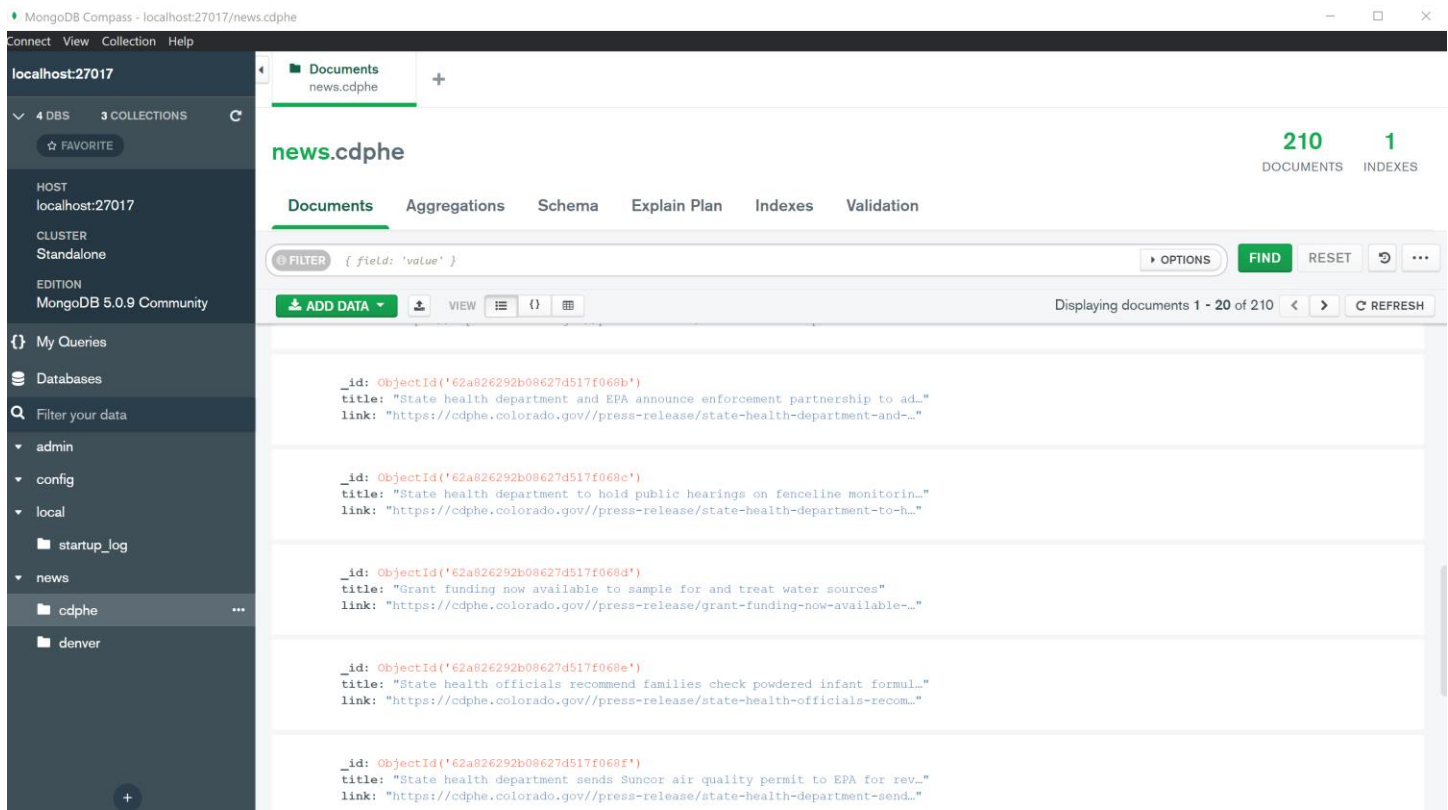 MongoDB Compass - localhost:27017/news.cdphe
Connect View Collection Help
localhost:27017
4 DBS 3 COLLECTIONS
FAVORITE
HOST
localhost:27017
CLUSTER
Standalone
EDITION
MongoDB 5.0.9 Community
{} My Queries
Databases
Filter your data
admin
config
local
startup_log
news
cdphe
denver
Documents
news.cdphe
news.cdphe
210
DOCUMENTS
1
INDEXES
Documents Aggregations Schema Explain Plan Indexes Validation
FILTER { field: 'value' } OPTIONS FIND RESET
ADD DATA VIEW {} Displaying documents 1 - 20 of 210 REFRESH
_id: ObjectId('62a826292b08627d517f068b')
title: "State health department and EPA announce enforcement partnership to ad…"
link: "https://cdphe.colorado.gov//press-release/state-health-department-and-…"
_id: ObjectId('62a826292b08627d517f068c')
title: "State health department to hold public hearings on fenceline monitorin…"
link: "https://cdphe.colorado.gov//press-release/state-health-department-to-h…"
_id: ObjectId('62a826292b08627d517f068d')
title: "Grant funding now available to sample for and treat water sources"
link: "https://cdphe.colorado.gov//press-release/grant-funding-now-available-…"
_id: ObjectId('62a826292b08627d517f068e')
title: "State health officials recommend families check powdered infant formul…"
link: "https://cdphe.colorado.gov//press-release/state-health-officials-recom…"
_id: ObjectId('62a826292b08627d517f068f')
title: "State health department sends Suncor air quality permit to EPA for rev…"
link: "https://cdphe.colorado.gov//press-release/state-health-department-send…"